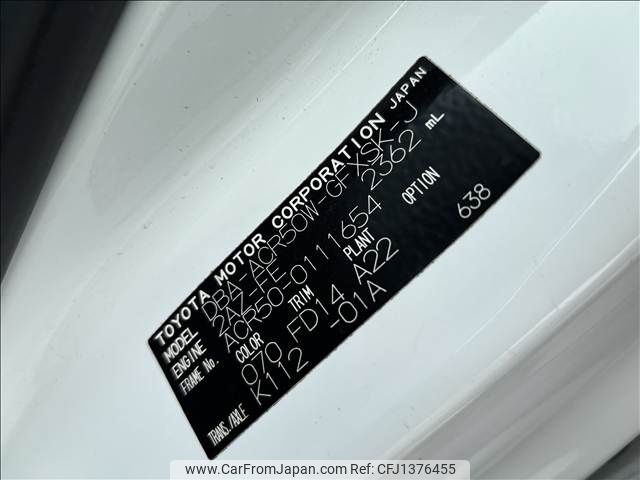 TOYOTA MOTOR CORPORATION JAPAN
MODEL DBA-ACR50W-GFXSK-J
ENGINE 2AZ-FE 2362 mL
FRAME No. ACR50-0111654
COLOR TRIM PLANT OPTION
070 FD14 A22 638
TRANS./AXLE K112 -01A
www.CarFromJapan.com - CFJ1376455